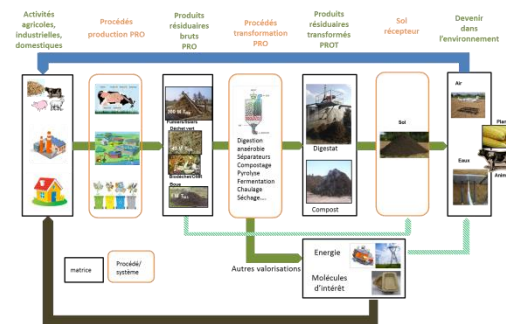 Activités
agricoles,
industrielles,
domestiques
Procédés
production PRO
Produits
résiduaires
bruts
PRO
Procédés
transformation
PRO
Produits
résiduaires
transformés
PROT
Sol
récepteur
Devenir
dans
l'environnement
Digestion
anaérobie
Séparateurs
Compostage
Pyrolyse
Fermentation
Chaulage
Séchage....
Digestat
Compost
Sol
Air
Eaux
Déchet vert
Boue
matrice
Procédé/
système
Autres valorisations
Energie
Molécules
d'intérêt